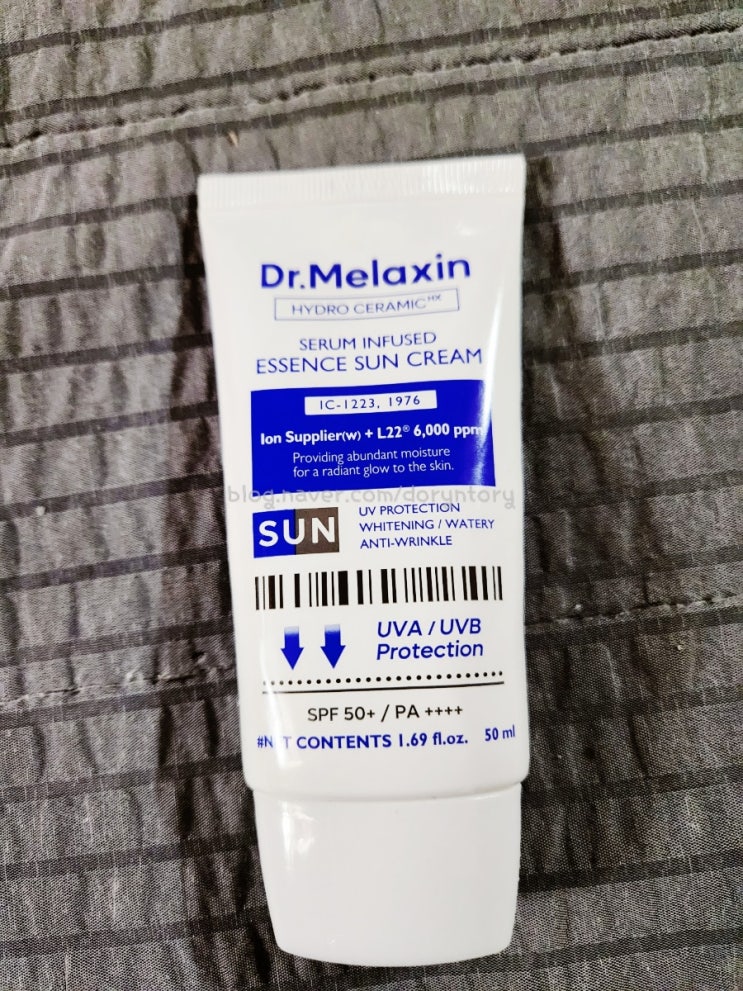 Dr.Melaxin
HYDRO CERAMIC HX
SERUM INFUSED
ESSENCE SUN CREAM
IC-1223, 1976
Ion Supplier(w) + L22® 6,000 ppm
Providing abundant moisture
for a radiant glow to the skin.
blog.naver.com/doryntory
SUN
UV PROTECTION
WHITENING / WATERY
ANTI-WRINKLE
UVA / UVB
Protection
SPF 50+ / PA ++++
#N T CONTENTS 1.69 fl.oz. 50 ml